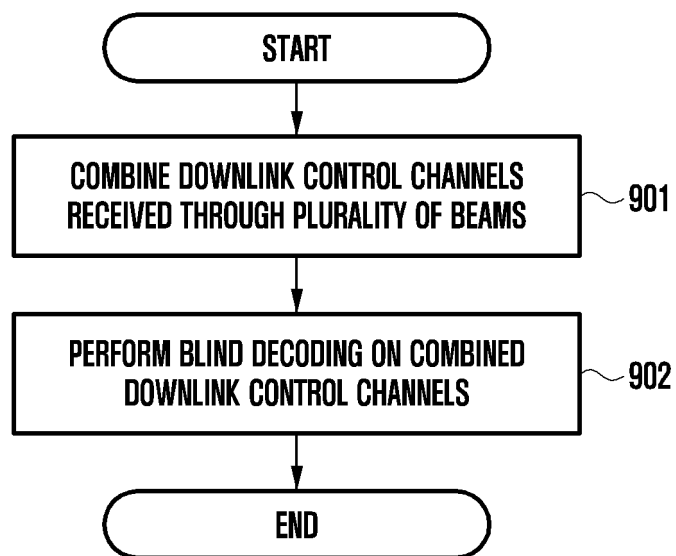 START
COMBINE DOWNLINK CONTROL CHANNELS
RECEIVED THROUGH PLURALITY OF BEAMS
901
PERFORM BLIND DECODING ON COMBINED
DOWNLINK CONTROL CHANNELS
902
END